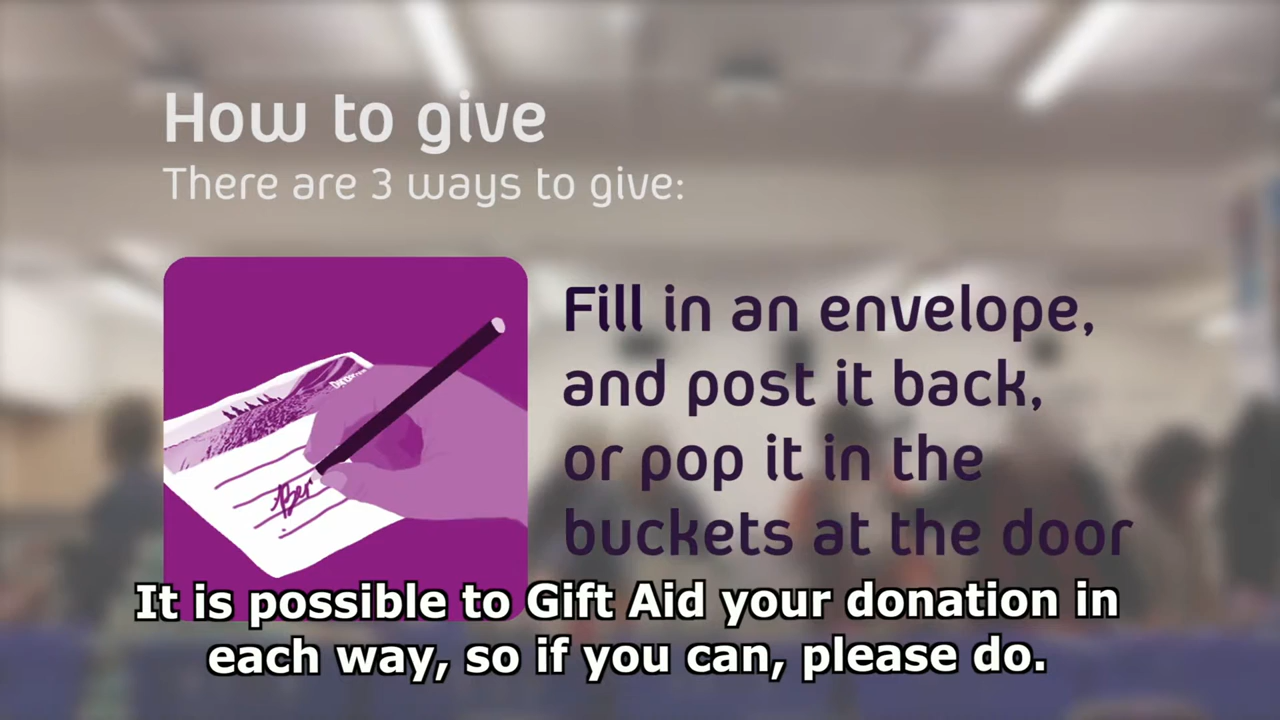 How to give
There are 3 ways to give:
Fill in an envelope,
and post it back,
or pop it in the
buckets at the door
Ber
It is possible to Gift Aid your donation in
each way, so if you can, please do.